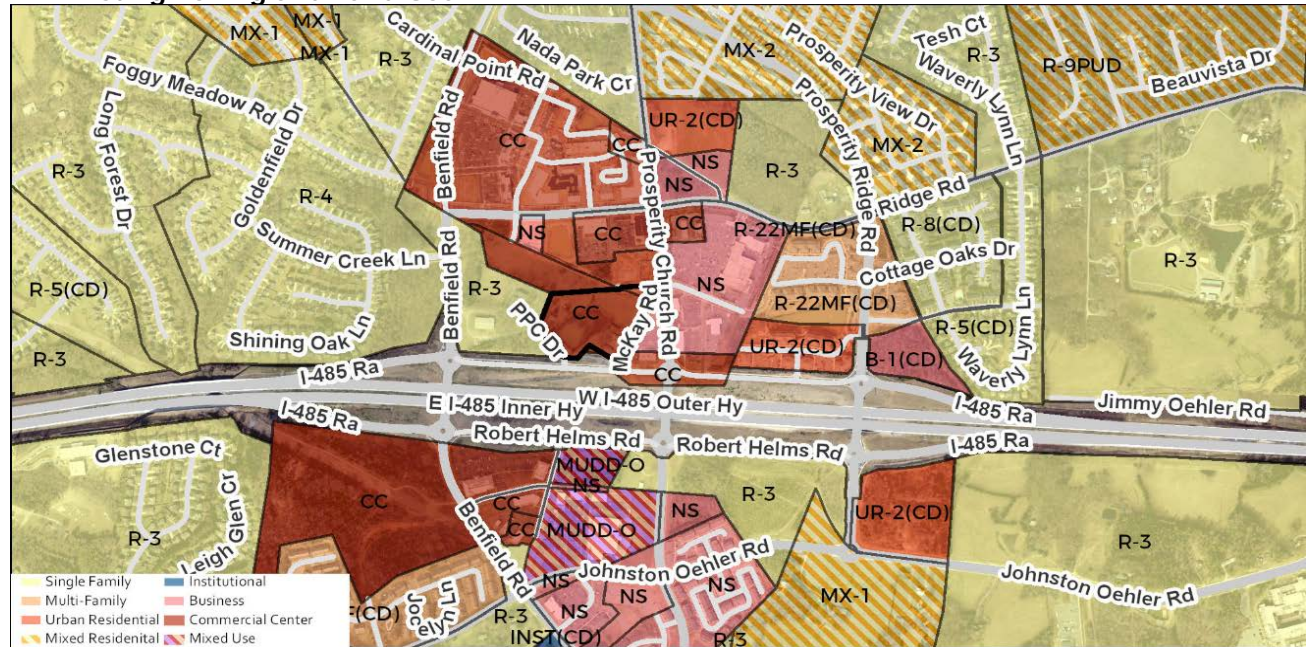 MX-1
MX-1
R-3
Cardinal Point Rd
Nada Park Cr
MX-2
Prosperity View Dr
Tesh Ct
R-3
Waverly Lynn Ln
R-9PUD
Beauvista Dr
Foggy Meadow Rd
Goldenfield Dr
Long Forest Dr
Benfield Rd
Benfield Rd
CC
CC
UR-2(CD)
NS
NS
R-3
Prosperity Ridge Rd
MX-2
Ridge Rd
R-3
R-4
Summer Creek Ln
NS
CC
CC
Prosperity Church Rd
R-22MF(CD)
R-8(CD)
Cottage Oaks Dr
R-3
R-5(CD)
R-3
Shining Oak Ln
R-3
PPC Dr
CC
McKay R
P
NS
R-22MF(CD)
UR-2(CD)
B-1(CD)
R-5(CD)
Waverly Lynn Ln
I-485 Ra
CC
I-485 Ra
Jimmy Oehler Rd
E I-485 Inner Hy
W I-485 Outer Hy
I-485 Ra
Robert Helms Rd
Robert Helms Rd
I-485 Ra
Glenstone Ct
R-3
Leigh Glen Cr
CC
CC
CC
Benfield Rd
MUDD-O
NS
MUDD-O
NS
R-3
UR-2(CD)
R-3
Johnston Oehler Rd
Johnston Oehler Rd
NS
NS
NS
MX-1
Jocelyn Ln
F(CD)
R-3
INST(CD)
R-3
Single Family
Institutional
Multi-Family
Business
Urban Residential
Commercial Center
Mixed Residenital
Mixed Use